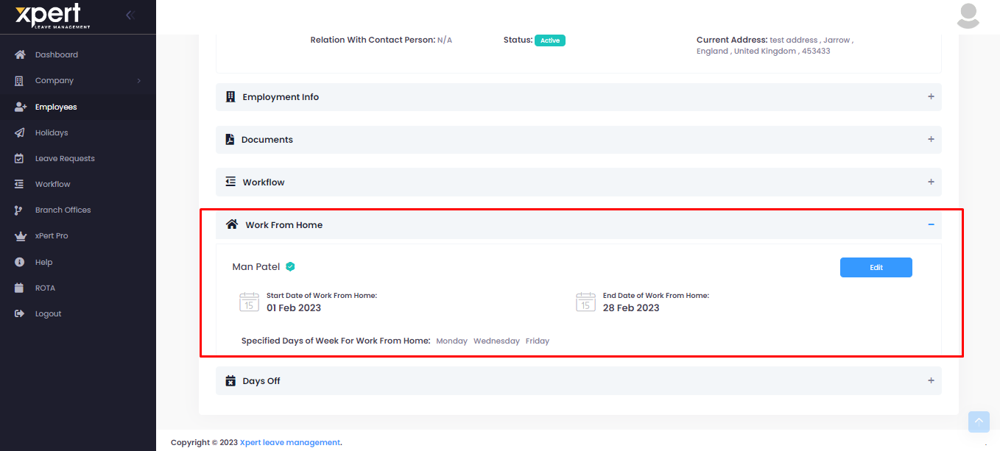 xpert
LEAVE MANAGEMENT
Dashboard
Company
Employees
Holidays
Leave Requests
Workflow
Branch Offices
xPert Pro
Help
ROTA
Logout
Relation With Contact Person: N/A
Status: Active
Current Address: test address , Jarrow ,
England , United Kingdom , 453433
Employment Info
Documents
Workflow
Work From Home
Man Patel
Edit
15
Start Date of Work From Home:
01 Feb 2023
15
End Date of Work From Home:
28 Feb 2023
Specified Days of Week For Work From Home: Monday Wednesday Friday
Days Off
Copyright © 2023 Xpert leave management.